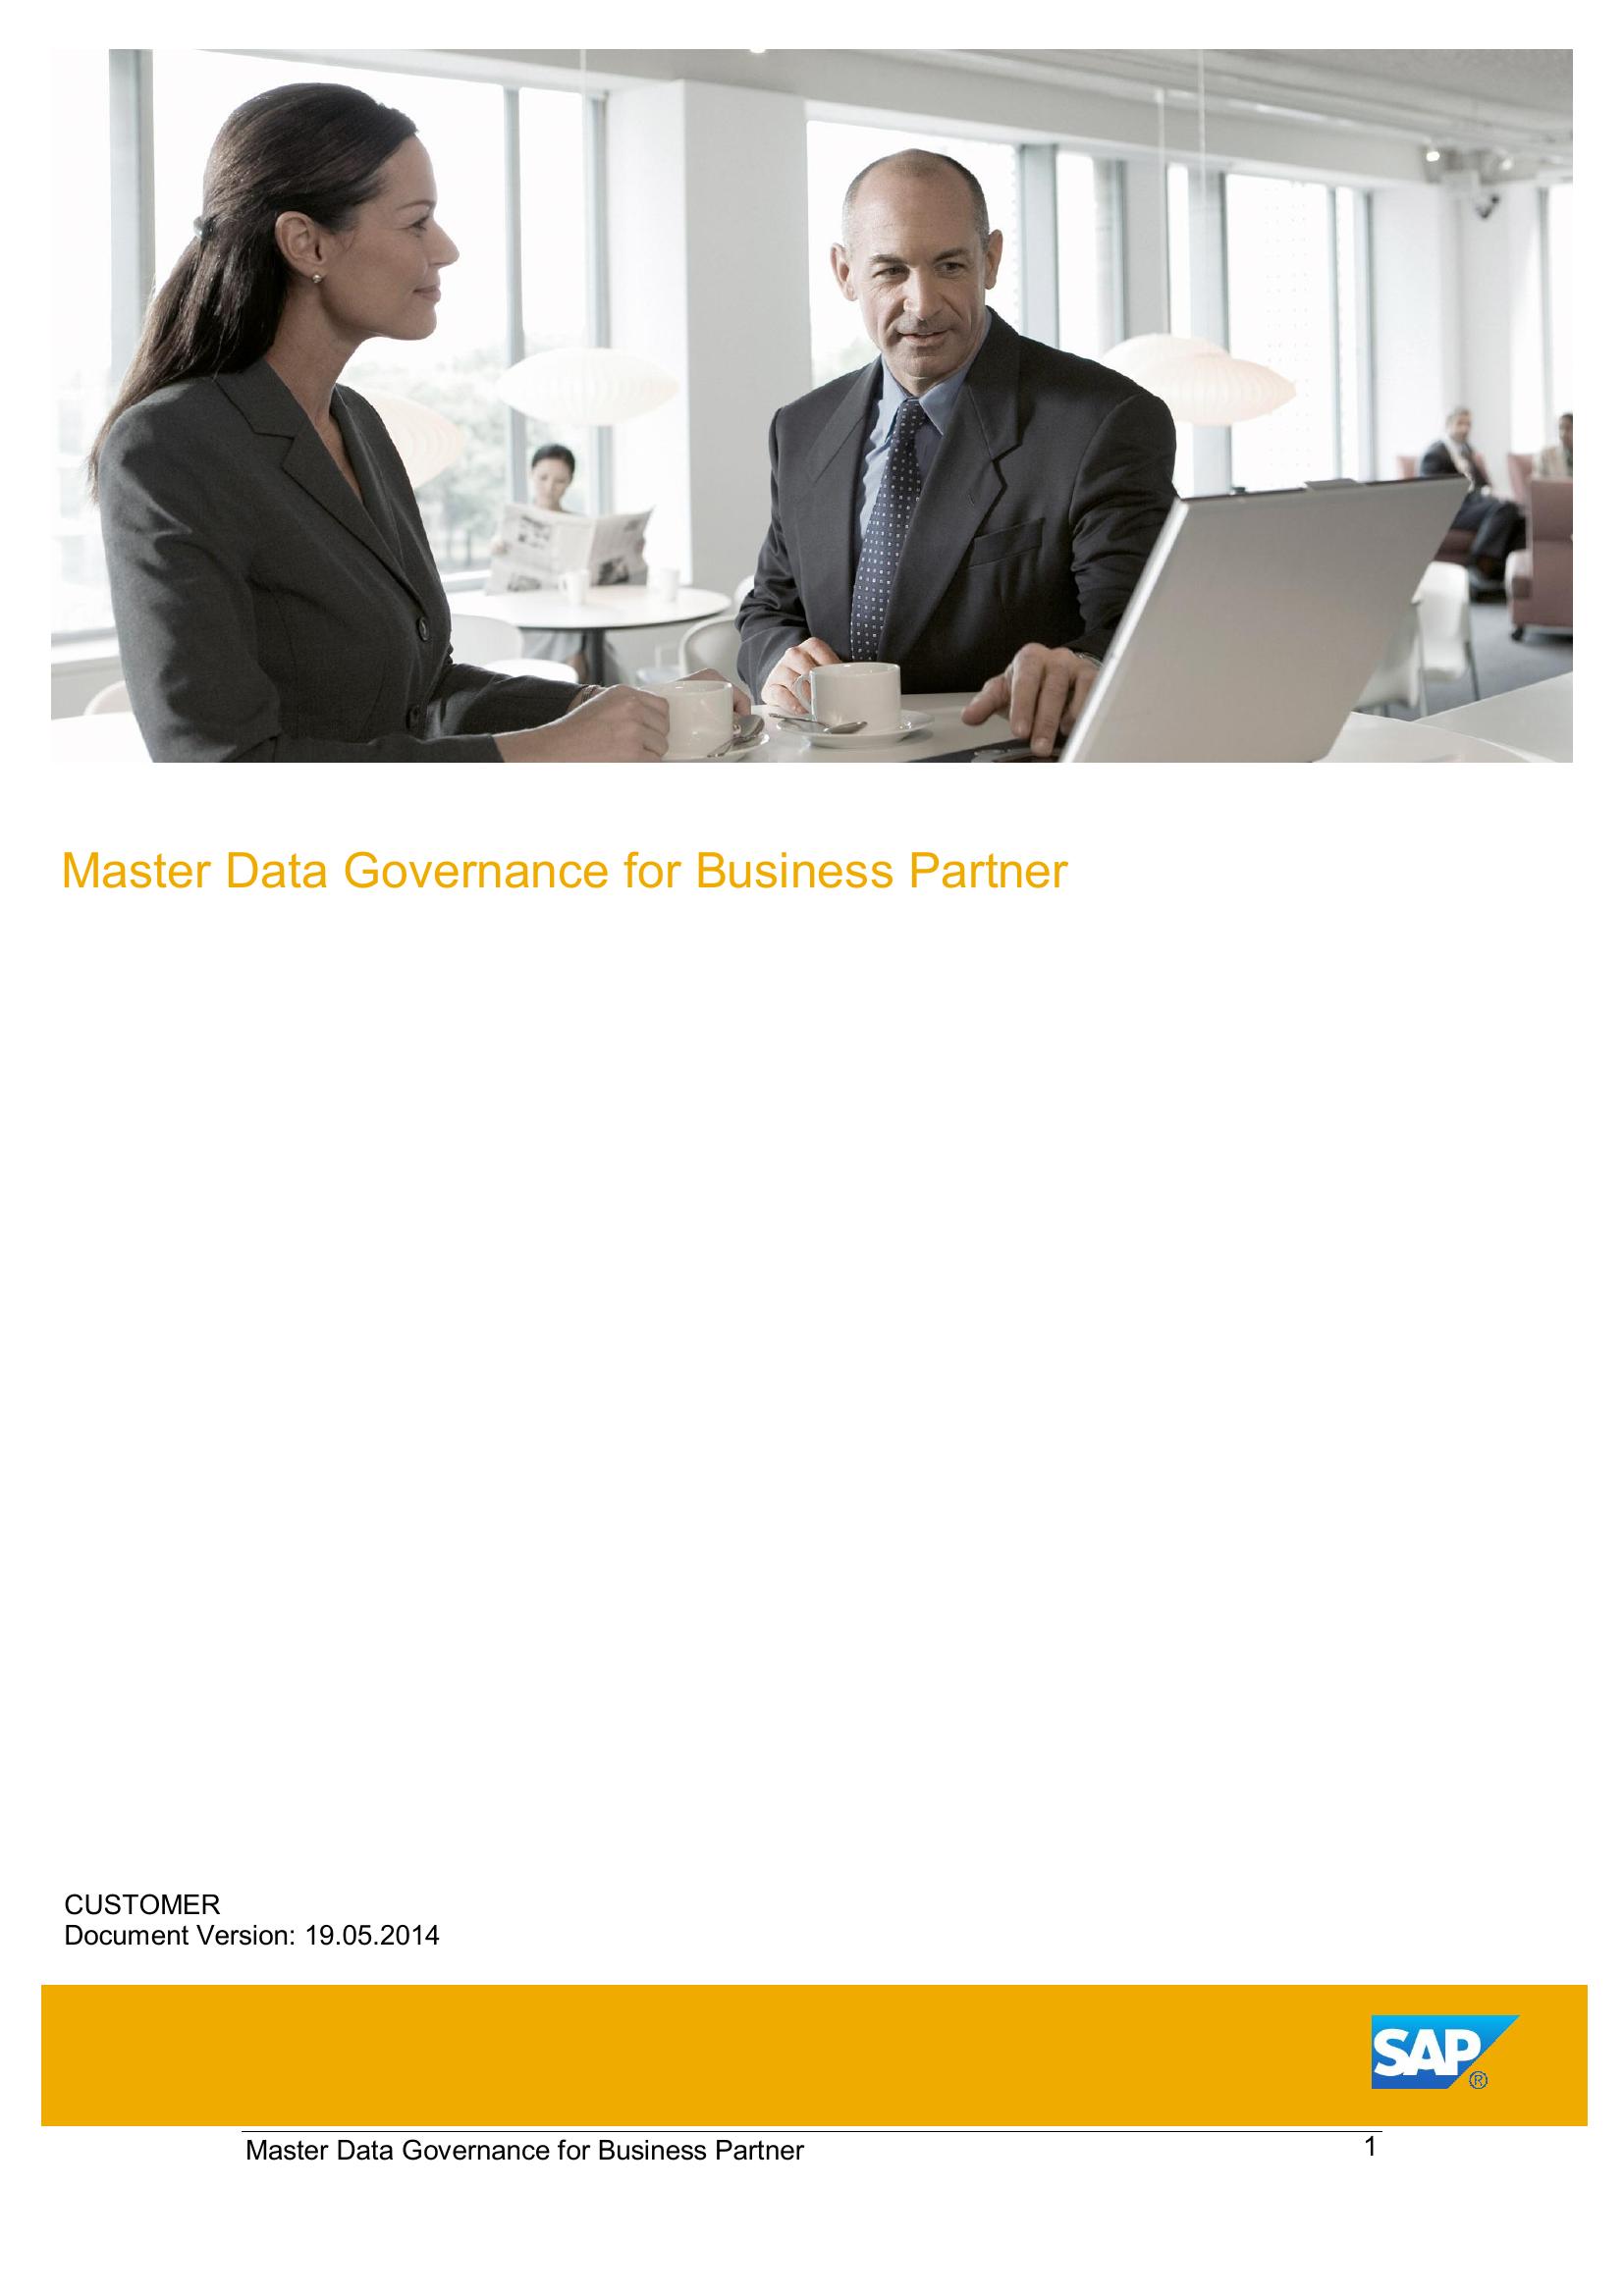 Master Data Governance for Business Partner
CUSTOMER
Document Version: 19.05.2014
SAP®
Master Data Governance for Business Partner 1